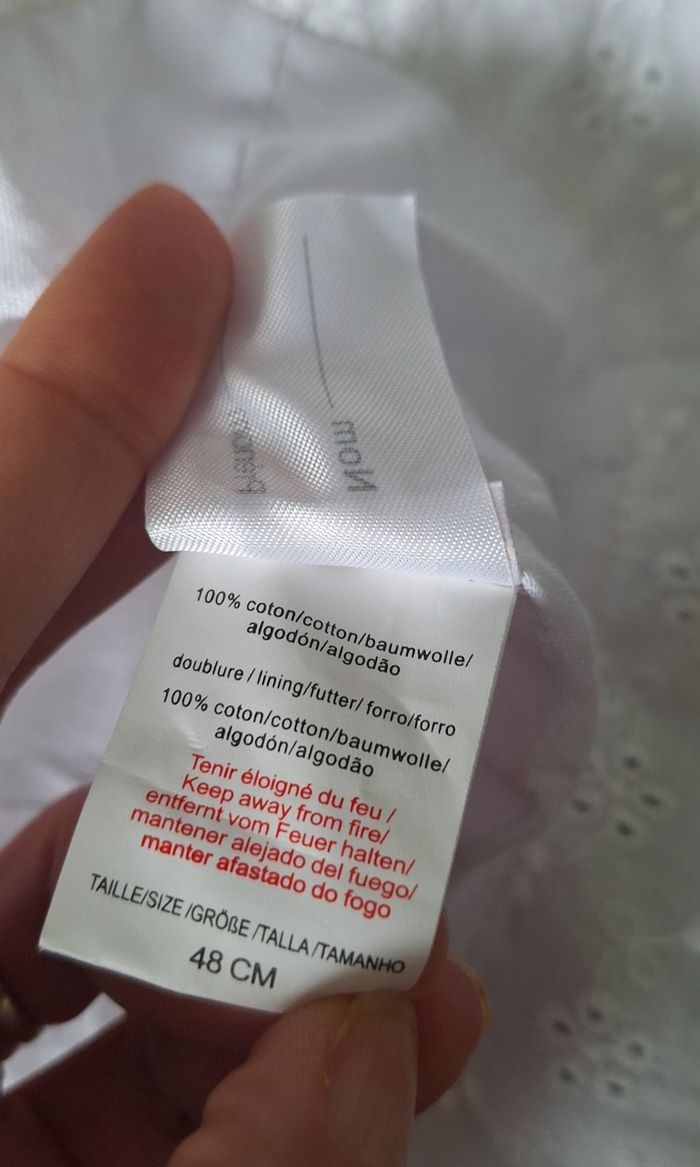 Nom
Prénom
100% coton/cotton/baumwolle/
algodón/algodão
doublure / lining/futter/ forro/forro
100% coton/cotton/baumwolle/
algodón/algodão
Tenir éloigné du feu /
Keep away from fire/
entfernt vom Feuer halten/
mantener alejado del fuego/
manter afastado do fogo
TAILLE/SIZE /GRÖßE /TALLA /TAMANHO
48 CM